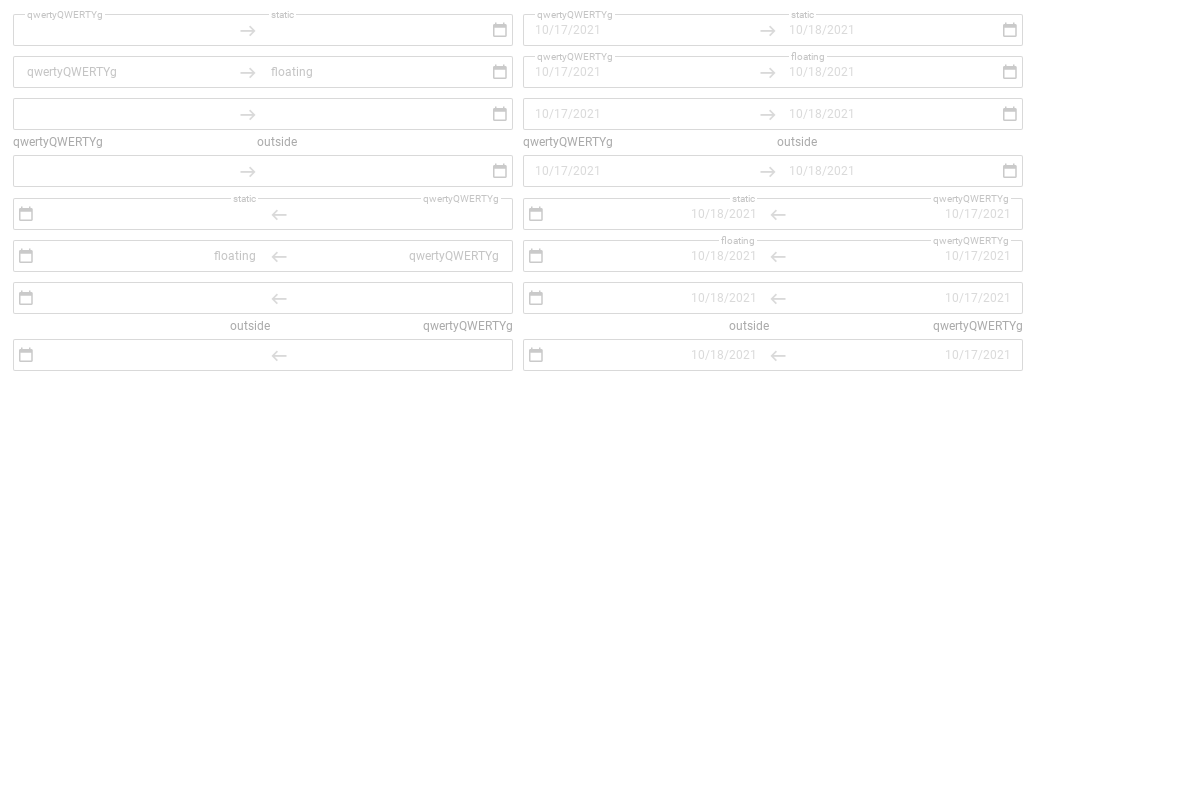 qwertyQWERTYg static qwertyQWERTYg static
10/17/2021 10/18/2021
qwertyQWERTYg floating
qwertyQWERTYg floating 10/17/2021 10/18/2021
10/17/2021 10/18/2021
qwertyQWERTYg outside qwertyQWERTYg outside
10/17/2021 10/18/2021
static qwertyQWERTYg static qwertyQWERTYg
10/18/2021 10/17/2021
floating qwertyQWERTYg
floating qwertyQWERTYg 10/18/2021 10/17/2021
10/18/2021 10/17/2021
outside qwertyQWERTYg outside qwertyQWERTYg
10/18/2021 10/17/2021